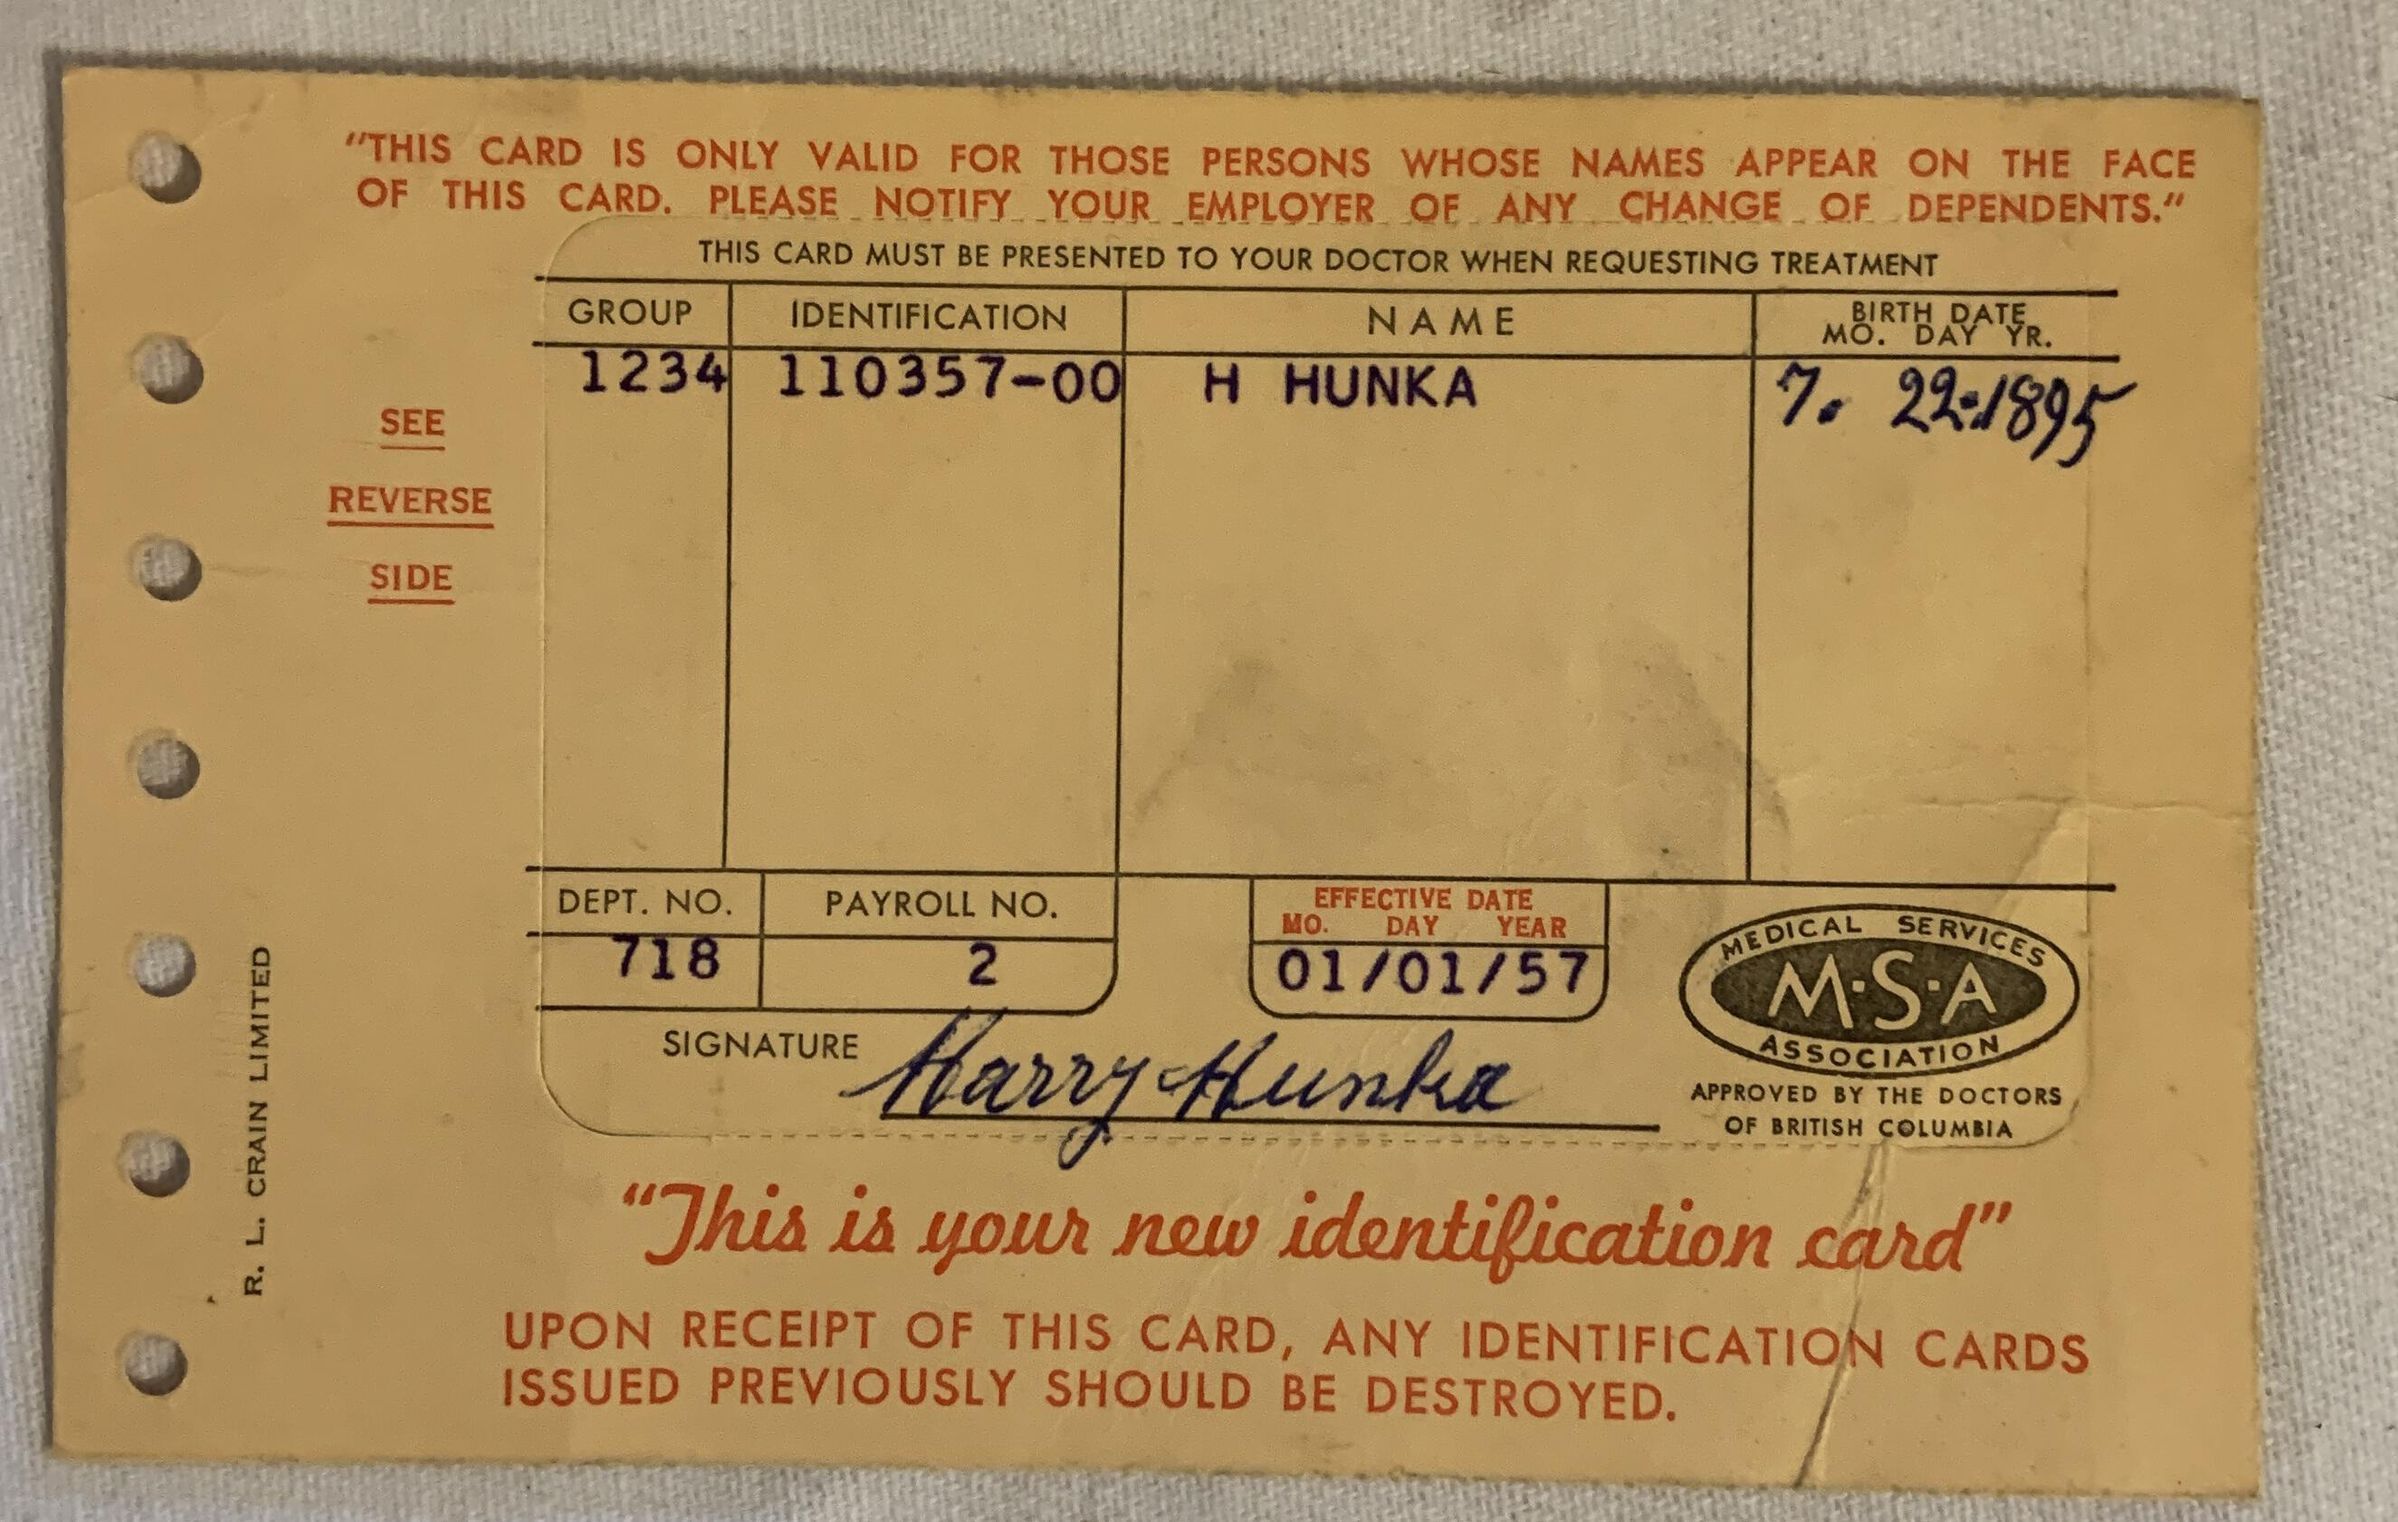 "THIS CARD IS ONLY VALID FOR THOSE PERSONS WHOSE NAMES APPEAR ON THE FACE
OF THIS CARD. PLEASE NOTIFY YOUR EMPLOYER OF ANY CHANGE OF DEPENDENTS."
THIS CARD MUST BE PRESENTED TO YOUR DOCTOR WHEN REQUESTING TREATMENT
GROUP IDENTIFICATION NAME BIRTH DATE
MO. DAY YR.
1234 110357-00 H HUNKA 7. 22-1895
SEE
REVERSE
SIDE
DEPT. NO. PAYROLL NO. EFFECTIVE DATE
MO. DAY YEAR
718 2 01/01/57
MEDICAL SERVICES
M·S·A
ASSOCIATION
APPROVED BY THE DOCTORS
OF BRITISH COLUMBIA
SIGNATURE Harry Hunka
R. L. CRAIN LIMITED
"This is your new identification card"
UPON RECEIPT OF THIS CARD, ANY IDENTIFICATION CARDS
ISSUED PREVIOUSLY SHOULD BE DESTROYED.